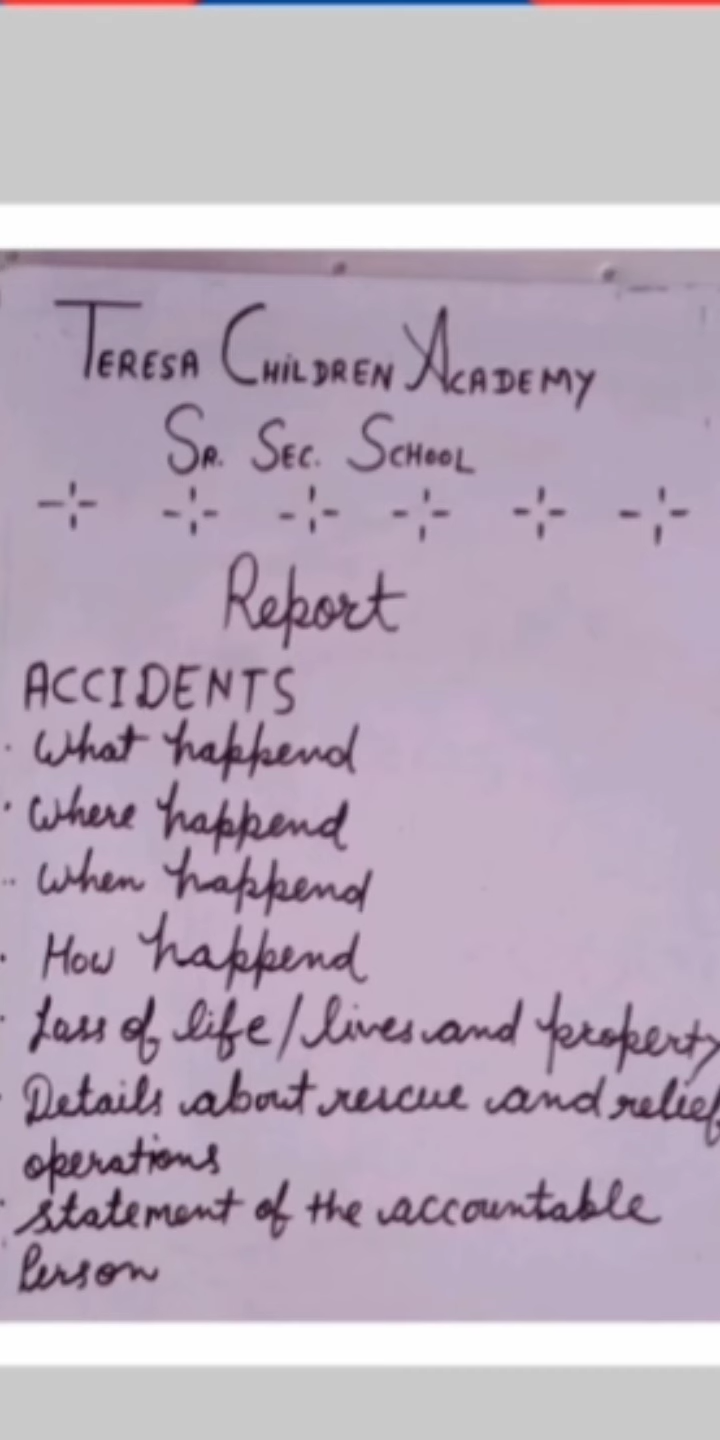 TERESA CHILDREN ACADEMY
SR. SEC. SCHOOL
Report
ACCIDENTS
. What happend
. Where happend
.. When happend
. How happend
. Loss of life/lives and property
. Details about rescue and relief
operations
. statement of the accountable
Person